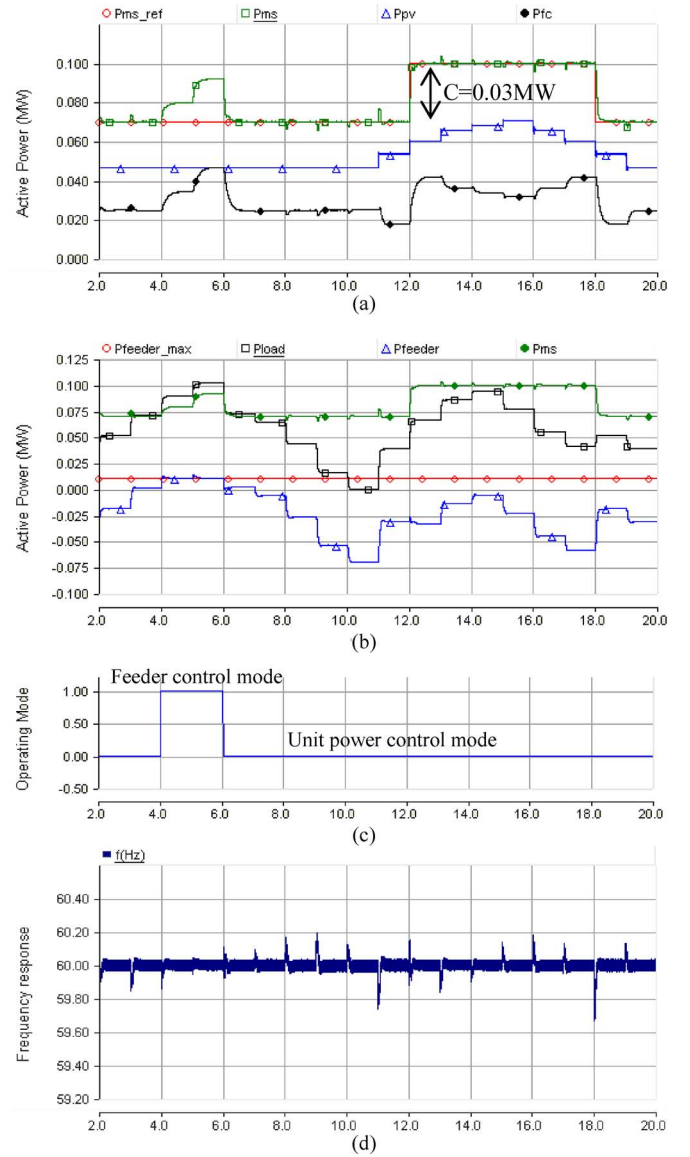 Pms_ref Pms Ppv Pfc
0.100
0.080
0.060
0.040
0.020
0.000
Active Power (MW)
C=0.03MW
2.0 4.0 6.0 8.0 10.0 12.0 14.0 16.0 18.0 20.0
(a)
Pfeeder_max Pload Pfeeder Pms
0.125
0.100
0.075
0.050
0.025
0.000
-0.025
-0.050
-0.075
-0.100
Active Power (MW)
2.0 4.0 6.0 8.0 10.0 12.0 14.0 16.0 18.0 20.0
(b)
Feeder control mode
1.00
0.50
0.00
-0.50
Operating Mode
Unit power control mode
2.0 4.0 6.0 8.0 10.0 12.0 14.0 16.0 18.0 20.0
(c)
f(Hz)
60.40
60.20
60.00
59.80
59.60
59.40
59.20
Frequency response
2.0 4.0 6.0 8.0 10.0 12.0 14.0 16.0 18.0 20.0
(d)